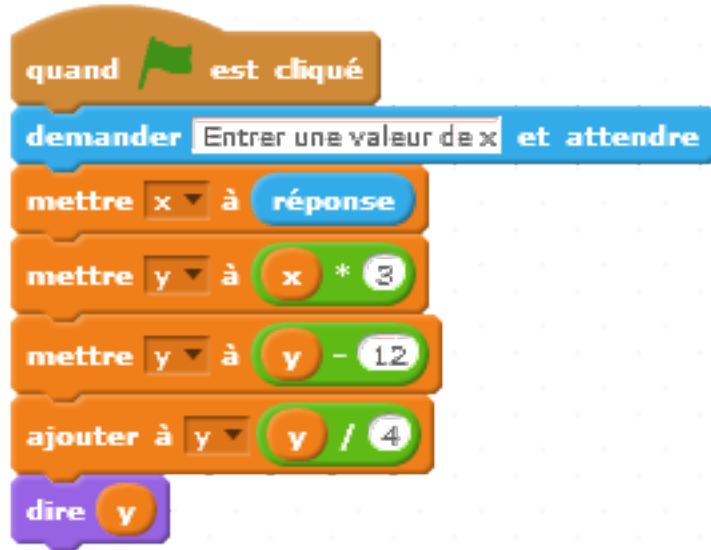 quand est cliqué
demander Entrer une valeur de x et attendre
mettre x à réponse
mettre y à x * 3
mettre y à y - 12
ajouter à y y / 4
dire y